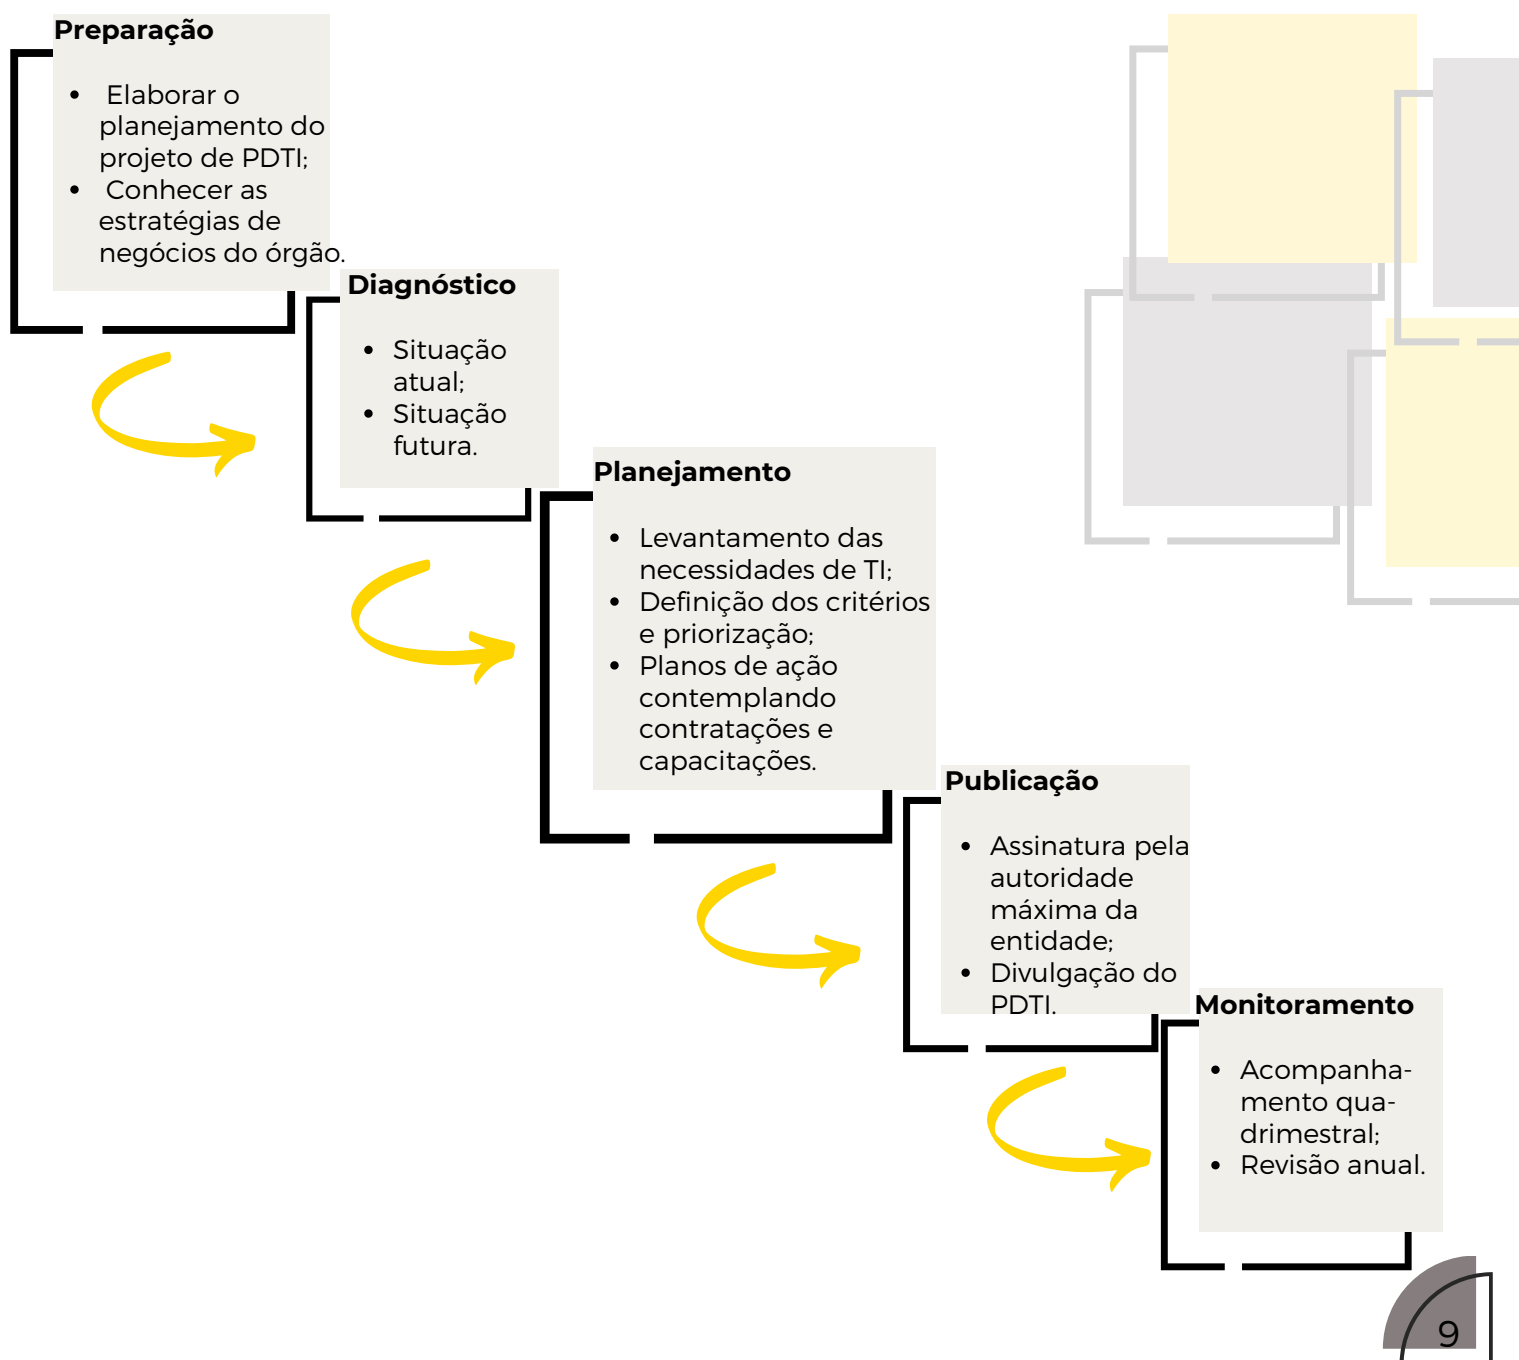 Preparação
• Elaborar o
planejamento do
projeto de PDTI;
• Conhecer as
estratégias de
negócios do órgão.
Diagnóstico
• Situação
atual;
• Situação
futura.
Planejamento
• Levantamento das
necessidades de TI;
• Definição dos critérios
e priorização;
• Planos de ação
contemplando
contratações e
capacitações.
Publicação
• Assinatura pela
autoridade
máxima da
entidade;
• Divulgação do
PDTI.
Monitoramento
• Acompanha-
mento qua-
drimestral;
• Revisão anual.
9